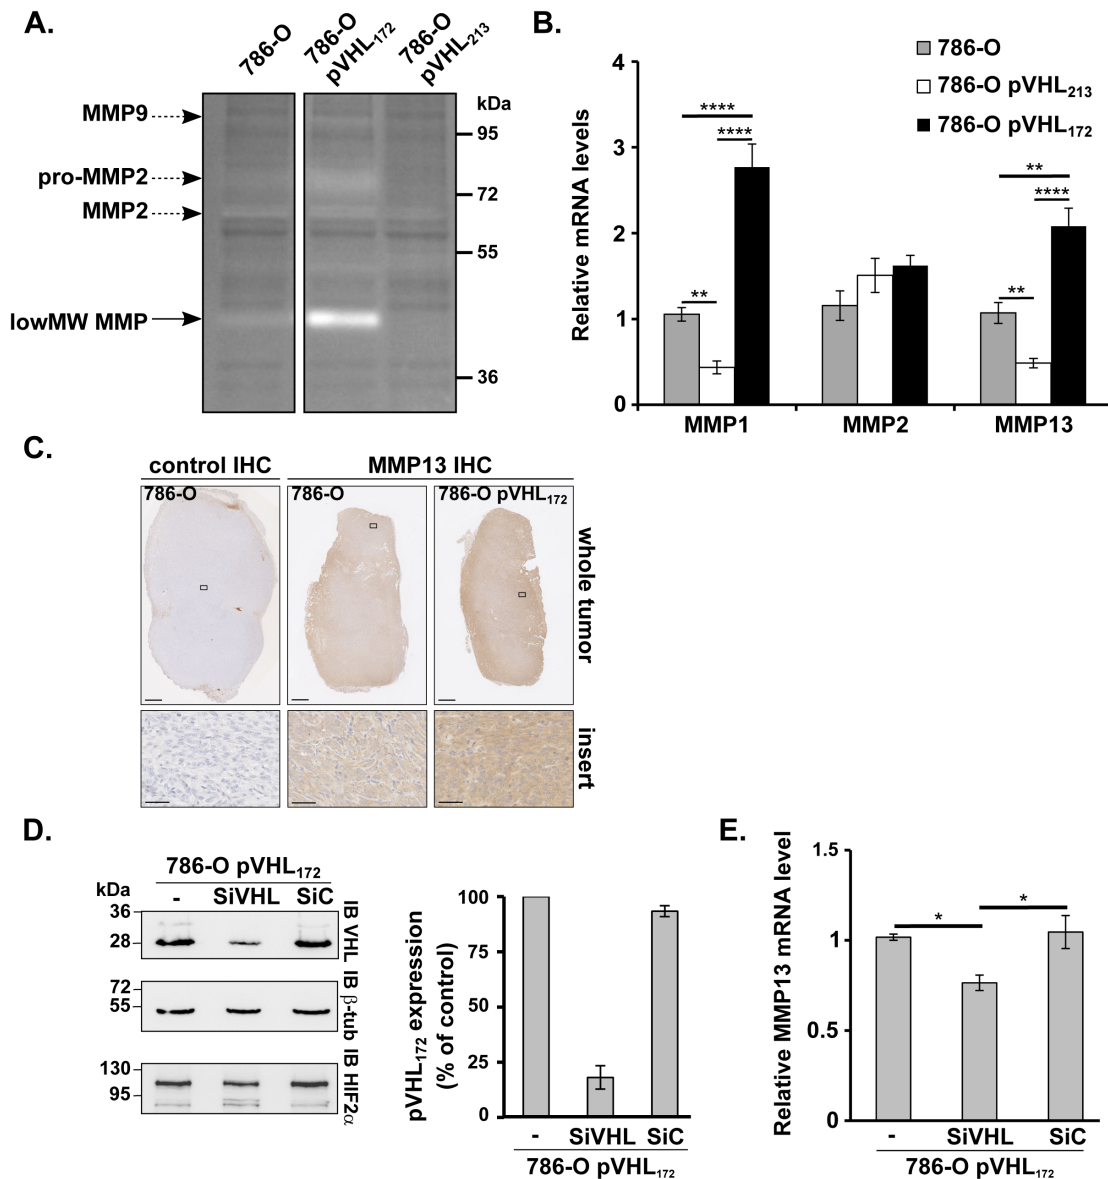 A.
786-O
786-O pVHL172
786-O pVHL213
kDa
MMP9
95
pro-MMP2
72
MMP2
55
lowMW MMP
36
B.
786-O
786-O pVHL213
786-O pVHL172
Relative mRNA levels
4
3
2
1
0
****
****
**
**
****
**
MMP1
MMP2
MMP13
C.
control IHC
MMP13 IHC
786-O
786-O
786-O pVHL172
whole tumor
insert
D.
786-O pVHL172
kDa
-
SiVHL
SiC
36
28
IB VHL
72
55
IB β-tub
130
95
IB HIF2α
pVHL172 expression
(% of control)
100
75
50
25
0
-
SiVHL
SiC
786-O pVHL172
E.
Relative MMP13 mRNA level
1.5
1
0.5
0
*
*
-
SiVHL
SiC
786-O pVHL172